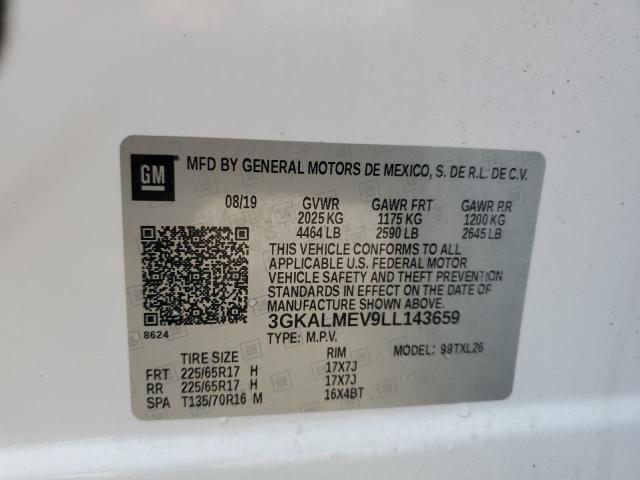 GM MFD BY GENERAL MOTORS DE MEXICO, S. DE R.L. DE C.V.
08/19 GVWR GAWR FRT GAWR RR
2025 KG 1175 KG 1200 KG
4464 LB 2590 LB 2645 LB
THIS VEHICLE CONFORMS TO ALL
APPLICABLE U.S. FEDERAL MOTOR
VEHICLE SAFETY AND THEFT PREVENTION
STANDARDS IN EFFECT ON THE DATE OF
MANUFACTURE SHOWN ABOVE.
8624 3GKALMEV9LL143659
TYPE: M.P.V. MODEL: 99TXL26
TIRE SIZE RIM
FRT 225/65R17 H 17X7J
RR 225/65R17 H 17X7J
SPA T135/70R16 M 16X4BT